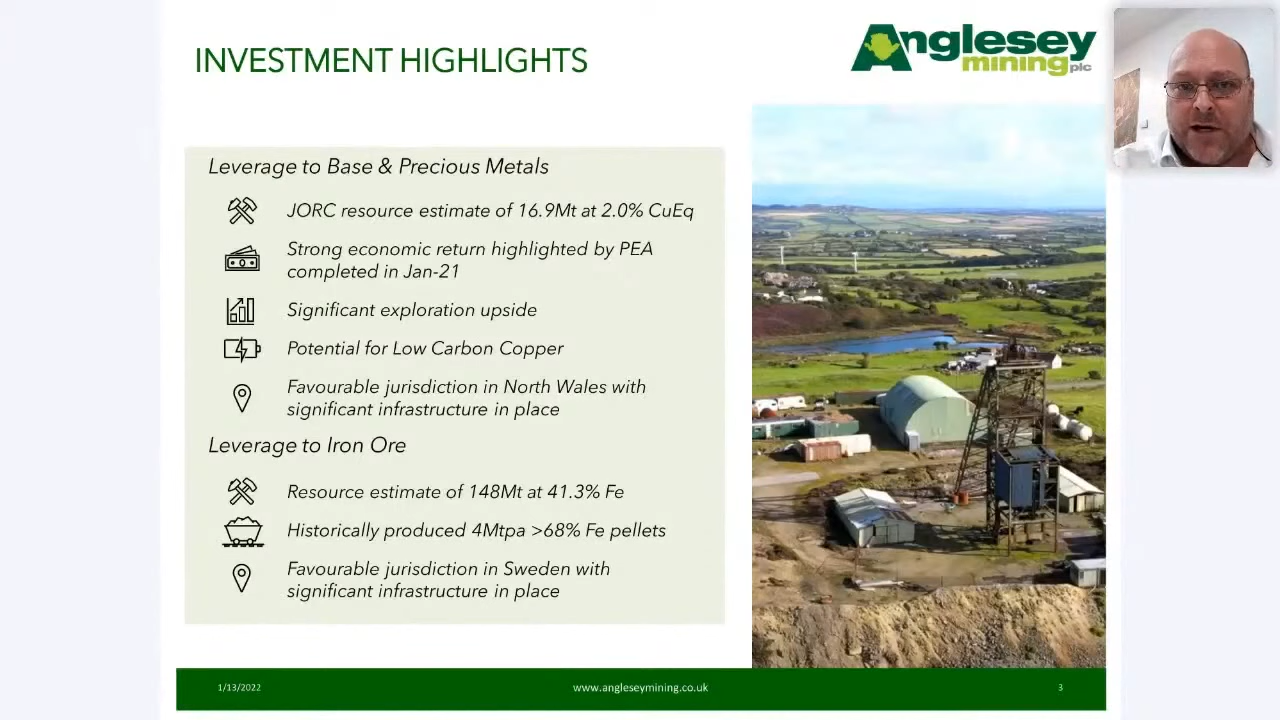 INVESTMENT HIGHLIGHTS
Anglesey
mining plc
Leverage to Base & Precious Metals
JORC resource estimate of 16.9Mt at 2.0% CuEq
Strong economic return highlighted by PEA
completed in Jan-21
Significant exploration upside
Potential for Low Carbon Copper
Favourable jurisdiction in North Wales with
significant infrastructure in place
Leverage to Iron Ore
Resource estimate of 148Mt at 41.3% Fe
Historically produced 4Mtpa >68% Fe pellets
Favourable jurisdiction in Sweden with
significant infrastructure in place
1/13/2022
www.angleseymining.co.uk
3